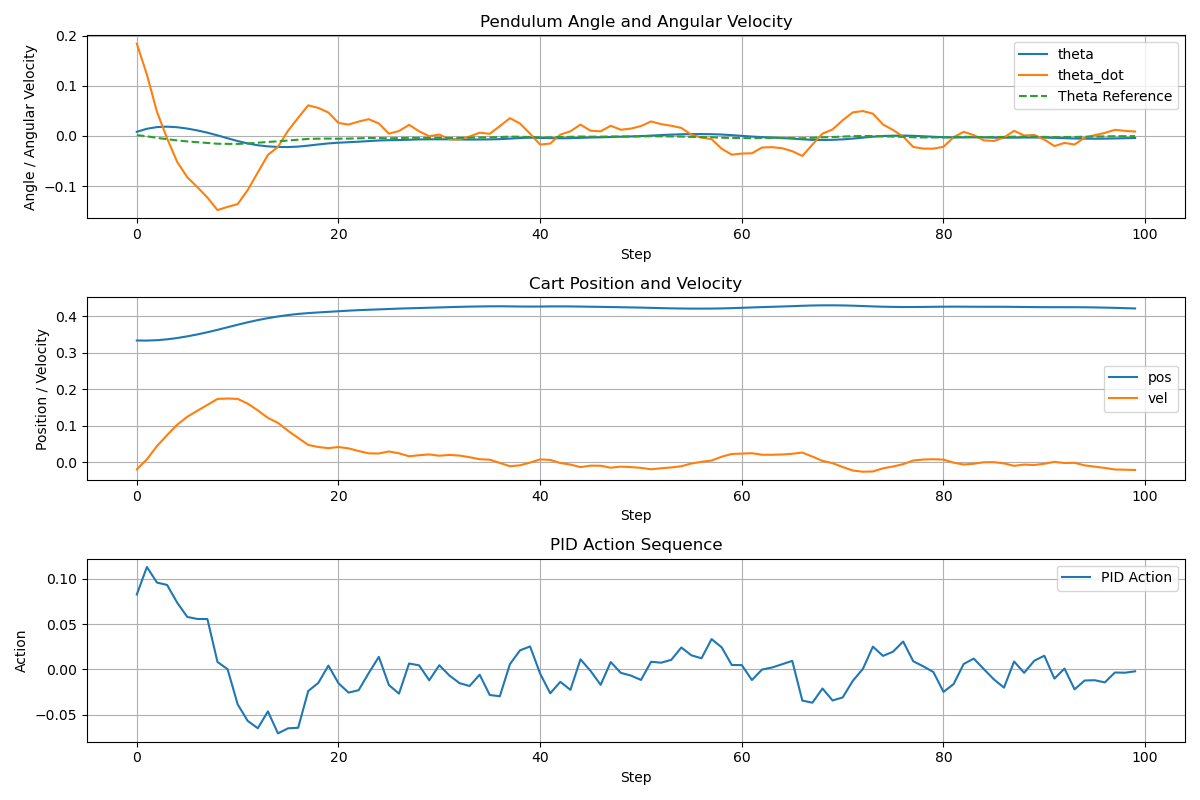 Pendulum Angle and Angular Velocity
Angle / Angular Velocity
0.2
0.1
0.0
−0.1
theta
theta_dot
Theta Reference
0 20 40 60 80 100
Step
Cart Position and Velocity
Position / Velocity
0.4
0.3
0.2
0.1
0.0
pos
vel
0 20 40 60 80 100
Step
PID Action Sequence
Action
0.10
0.05
0.00
−0.05
PID Action
0 20 40 60 80 100
Step